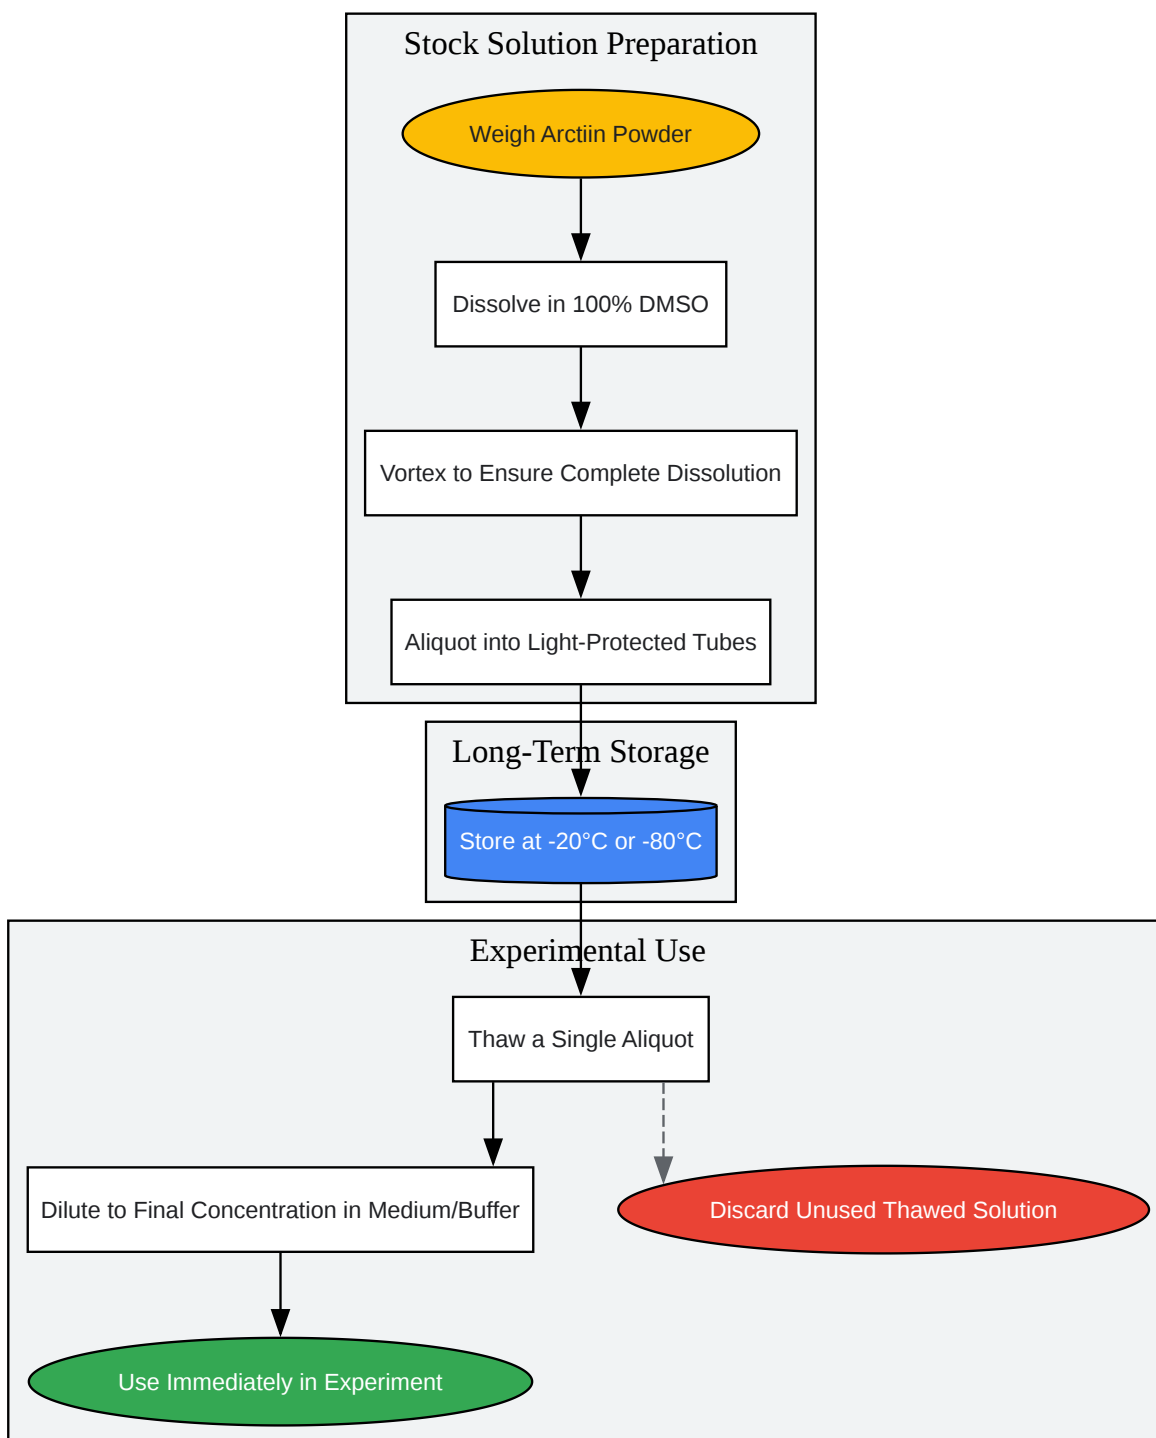 Stock Solution Preparation
Weigh Arctiin Powder
Dissolve in 100% DMSO
Vortex to Ensure Complete Dissolution
Aliquot into Light-Protected Tubes
Long-Term Storage
Store at -20°C or -80°C
Experimental Use
Thaw a Single Aliquot
Dilute to Final Concentration in Medium/Buffer
Discard Unused Thawed Solution
Use Immediately in Experiment